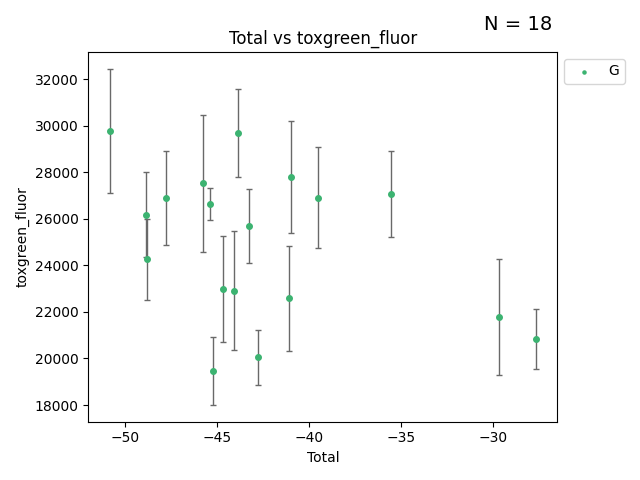 N = 18
Total vs toxgreen_fluor
G
32000
30000
28000
26000
24000
22000
20000
18000
toxgreen_fluor
−50
−45
−40
−35
−30
Total